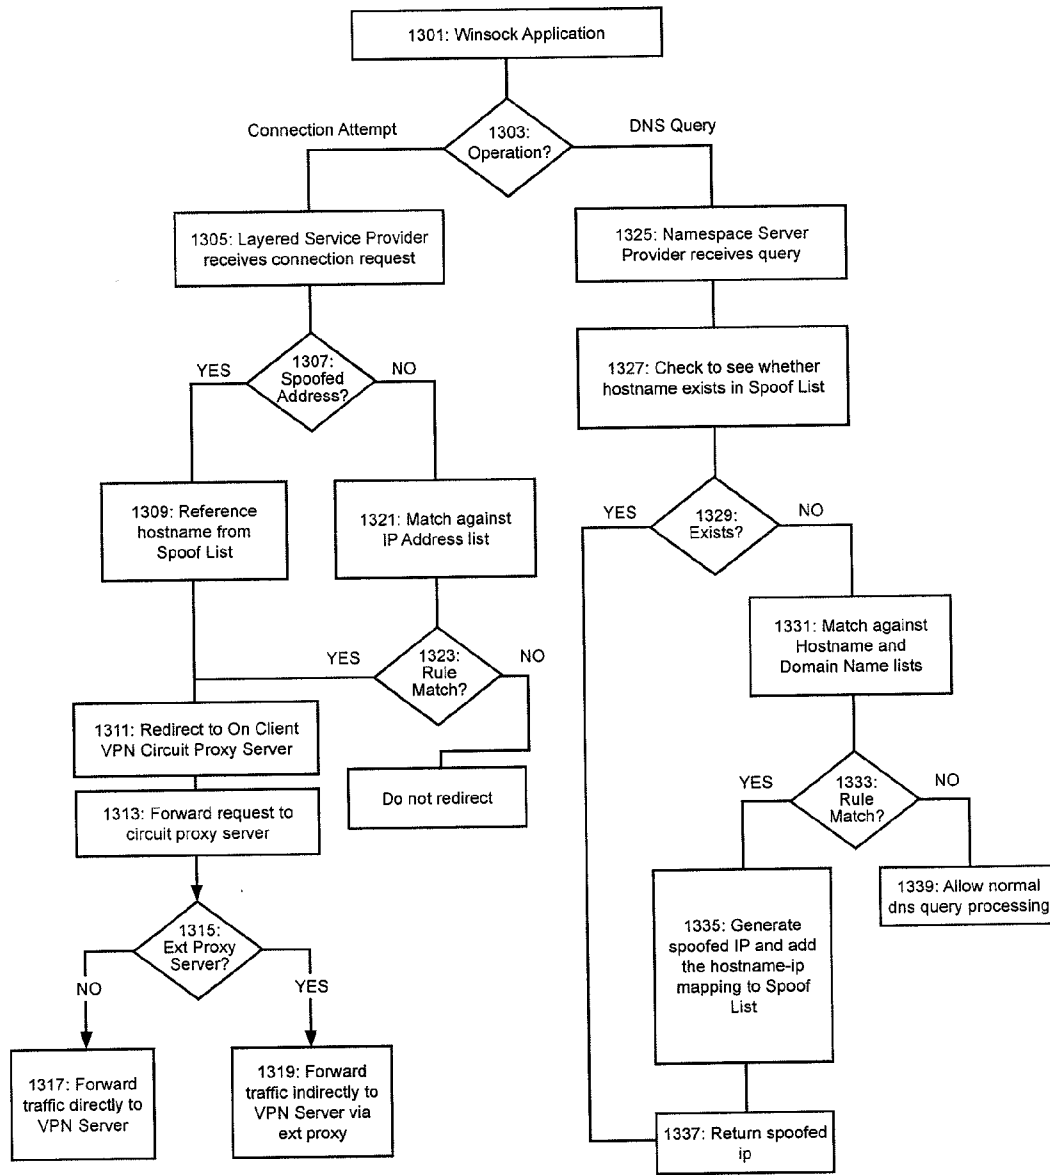 1301: Winsock Application
Connection Attempt
1303:
Operation?
DNS Query
1305: Layered Service Provider
receives connection request
1325: Namespace Server
Provider receives query
YES
1307:
Spoofed
Address?
NO
1327: Check to see whether
hostname exists in Spoof List
1309: Reference
hostname from
Spoof List
1321: Match against
IP Address list
YES
1329:
Exists?
NO
1331: Match against
Hostname and
Domain Name lists
YES
1323:
Rule
Match?
NO
1311: Redirect to On Client
VPN Circuit Proxy Server
Do not redirect
1313: Forward request to
circuit proxy server
YES
1333:
Rule
Match?
NO
1339: Allow normal
dns query processing
1335: Generate
spoofed IP and add
the hostname-ip
mapping to Spoof
List
1315:
Ext Proxy
Server?
NO
YES
1317: Forward
traffic directly to
VPN Server
1319: Forward
traffic indirectly to
VPN Server via
ext proxy
1337: Return spoofed
ip